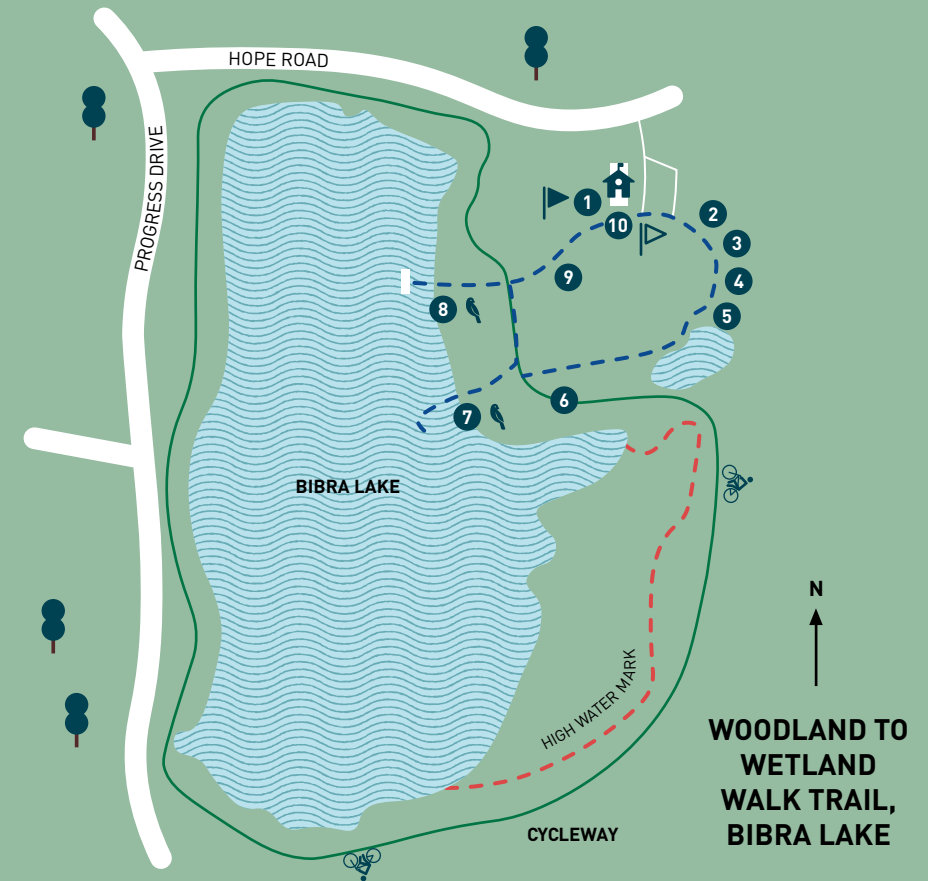 HOPE ROAD
PROGRESS DRIVE
1
10
2
3
4
5
9
8
7
6
BIBRA LAKE
N
HIGH WATER MARK
WOODLAND TO
WETLAND
WALK TRAIL,
BIBRA LAKE
CYCLEWAY